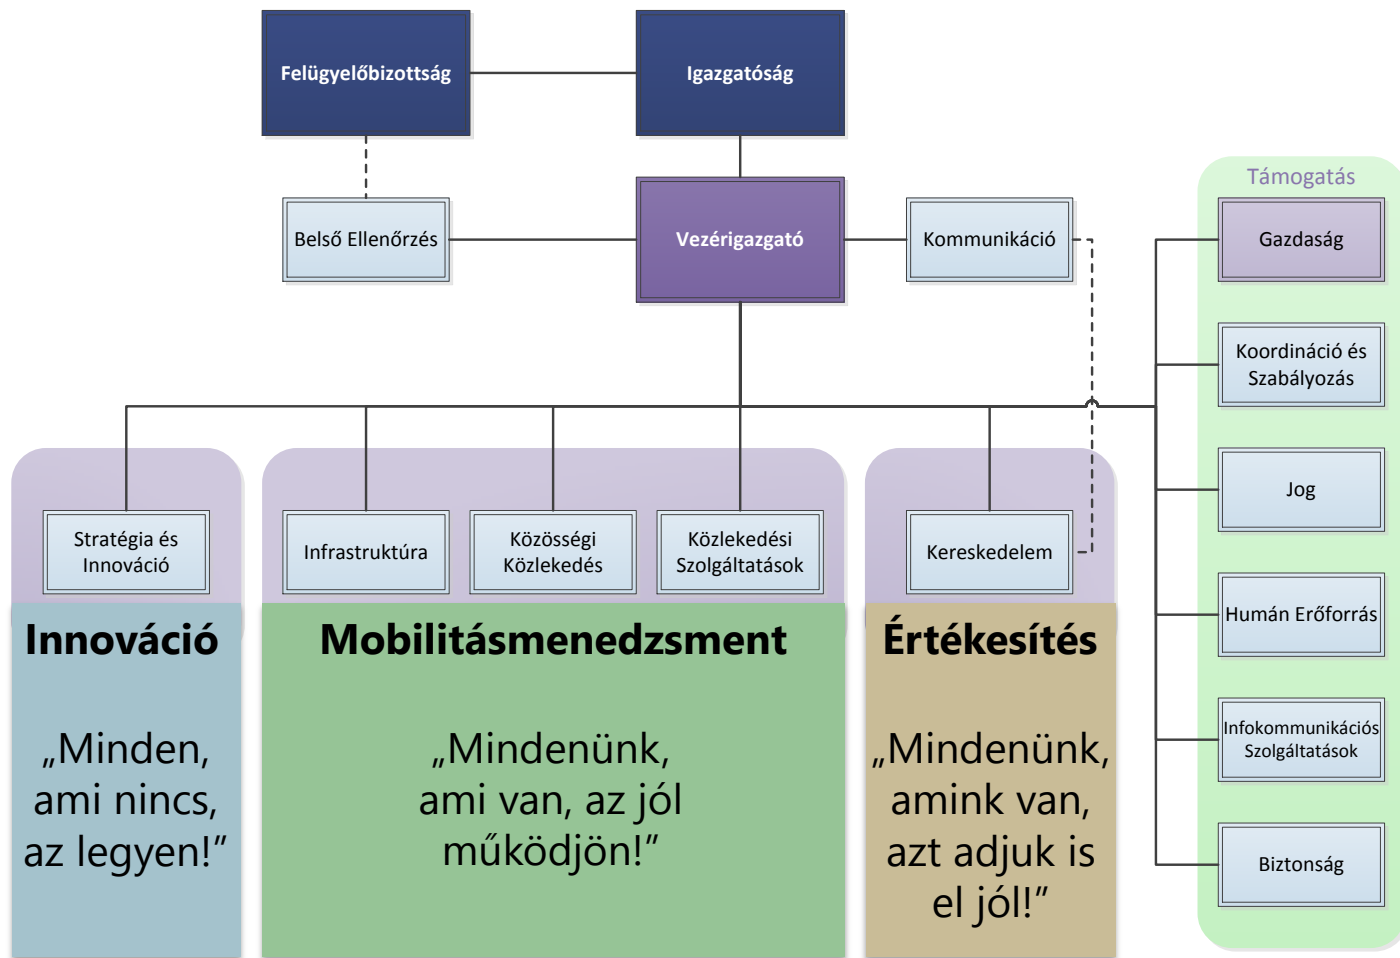 Felügyelőbizottság
Igazgatóság
Támogatás
Belső Ellenőrzés
Vezérigazgató
Kommunikáció
Gazdaság
Koordináció és
Szabályozás
Jog
Stratégia és
Innováció
Infrastruktúra
Közösségi
Közlekedés
Közlekedési
Szolgáltatások
Kereskedelem
Humán Erőforrás
Infokommunikációs
Szolgáltatások
Biztonság
Innováció
„Minden,
ami nincs,
az legyen!”
Mobilitásmenedzsment
„Mindenünk,
ami van, az jól
működjön!”
Értékesítés
„Mindenünk,
amink van,
azt adjuk is
el jól!”